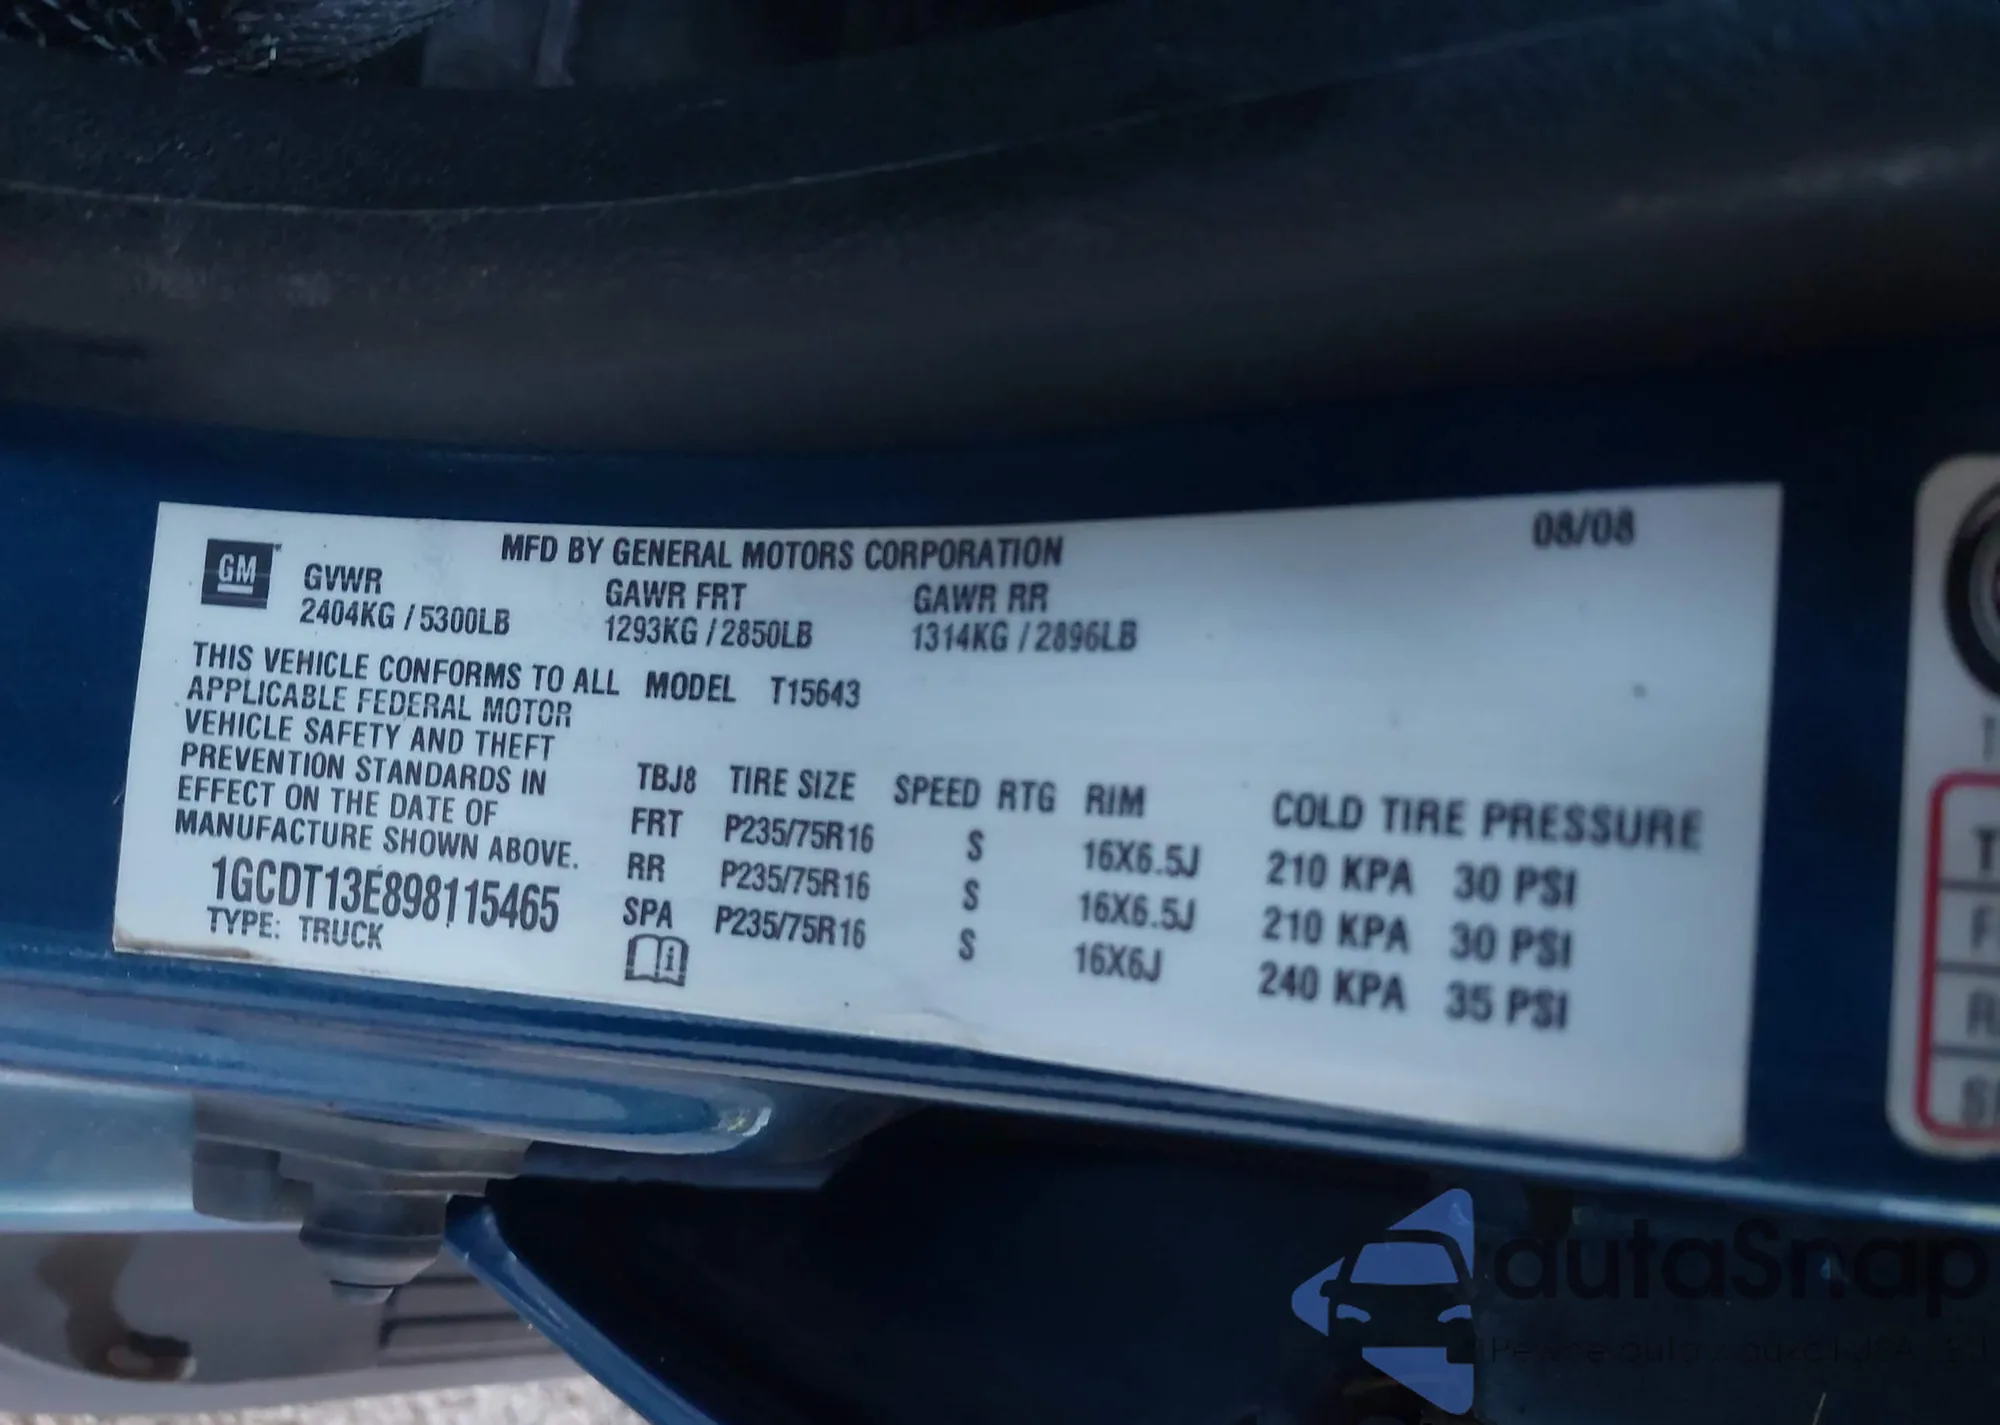 MFD BY GENERAL MOTORS CORPORATION 08/08
GM GVWR GAWR FRT GAWR RR
2404KG / 5300LB 1293KG / 2850LB 1314KG / 2896LB
THIS VEHICLE CONFORMS TO ALL MODEL T15643
APPLICABLE FEDERAL MOTOR
VEHICLE SAFETY AND THEFT
PREVENTION STANDARDS IN
EFFECT ON THE DATE OF
MANUFACTURE SHOWN ABOVE.
1GCDT13E898115465
TYPE: TRUCK
TBJ8 TIRE SIZE SPEED RTG RIM COLD TIRE PRESSURE
FRT P235/75R16 S 16X6.5J 210 KPA 30 PSI
RR P235/75R16 S 16X6.5J 210 KPA 30 PSI
SPA P235/75R16 S 16X6J 240 KPA 35 PSI
autaSnap